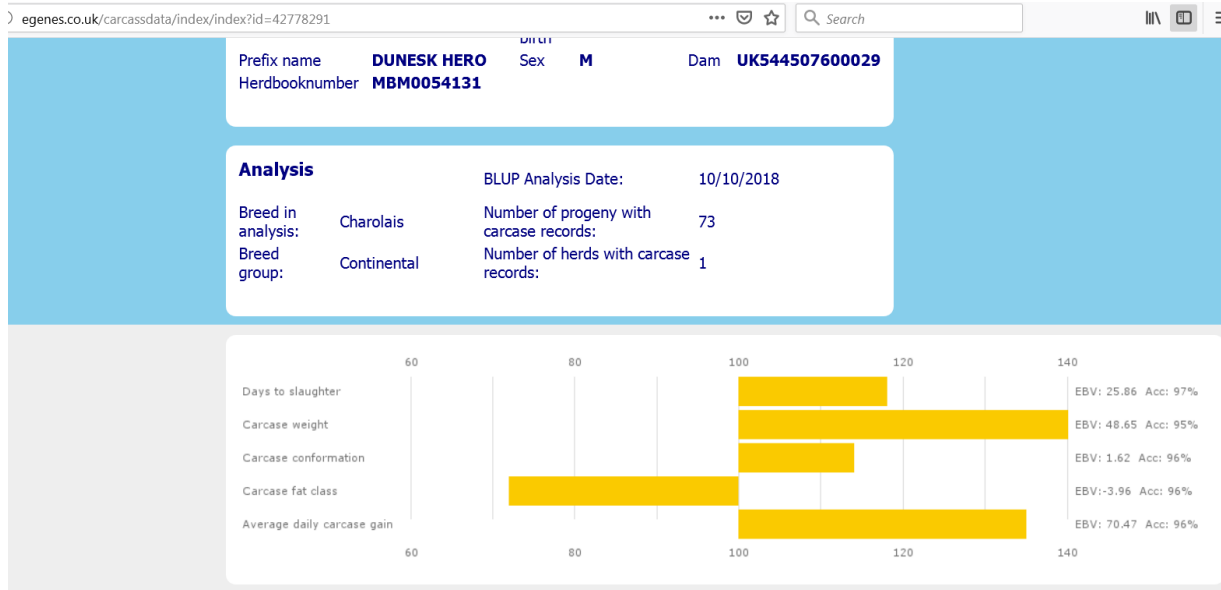 egenes.co.uk/carcassdata/index/index?id=42778291 Search
birth
Prefix name DUNESK HERO Sex M Dam UK544507600029
Herdbooknumber MBM0054131
Analysis
BLUP Analysis Date: 10/10/2018
Breed in analysis: Charolais Number of progeny with carcase records: 73
Breed group: Continental Number of herds with carcase records: 1
60 80 100 120 140
Days to slaughter EBV: 25.86 Acc: 97%
Carcase weight EBV: 48.65 Acc: 95%
Carcase conformation EBV: 1.62 Acc: 96%
Carcase fat class EBV:-3.96 Acc: 96%
Average daily carcase gain EBV: 70.47 Acc: 96%
60 80 100 120 140